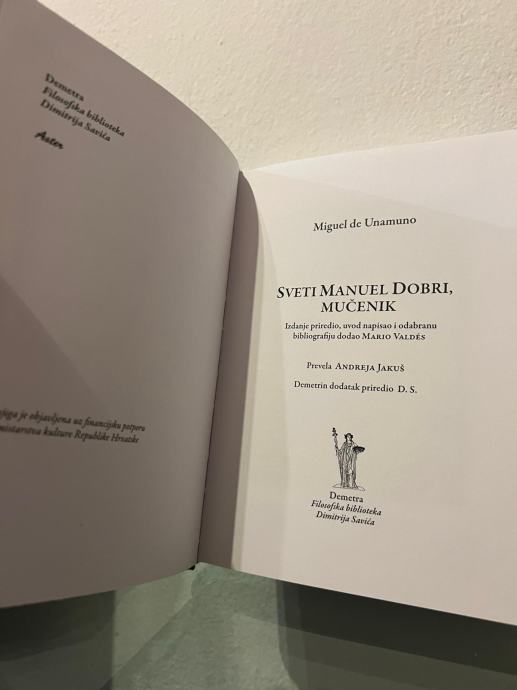 Demetra
Filosofska biblioteka
Dimitrija Savića
Aster
je objavljena uz financijsku potporu
kulture Republike Hrvatske
Miguel de Unamuno
SVETI MANUEL DOBRI,
MUČENIK
Izdanje priredio, uvod napisao i odabranu
bibliografiju dodao MARIO VALDÉS
Prevela ANDREJA JAKUŠ
Demetrin dodatak priredio D. S.
Demetra
Filosofska biblioteka
Dimitrija Savića